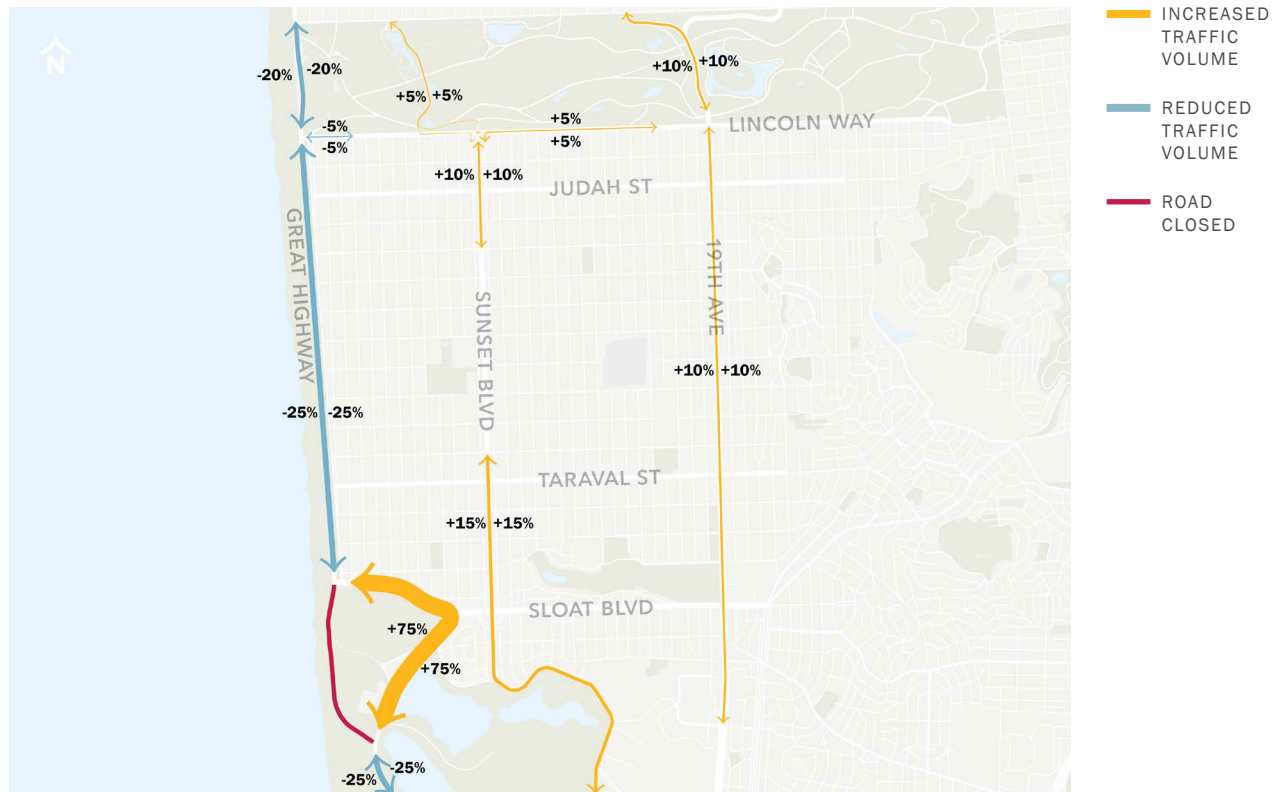 N
-20%
-20%
+5%
+5%
+10%
+10%
-5%
-5%
+5%
+5%
LINCOLN WAY
+10%
+10%
JUDAH ST
GREAT HIGHWAY
SUNSET BLVD
19TH AVE
+10%
+10%
-25%
-25%
TARAVAL ST
+15%
+15%
SLOAT BLVD
+75%
+75%
-25%
-25%
INCREASED
TRAFFIC
VOLUME
REDUCED
TRAFFIC
VOLUME
ROAD
CLOSED